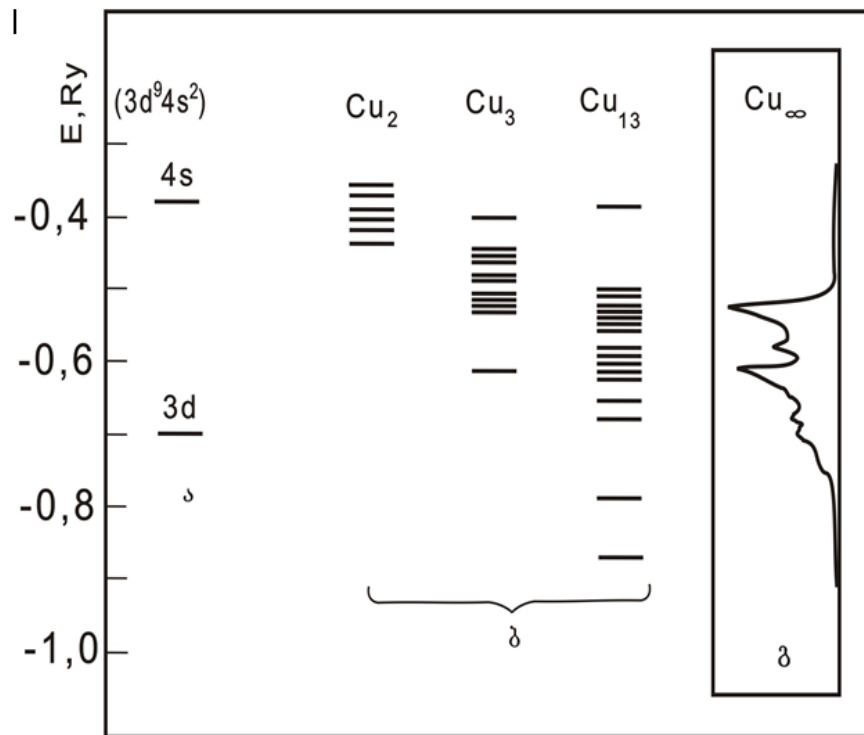 E,Ry
(3d⁹4s²)
Cu₂
Cu₃
Cu₁₃
Cu∞
4s
-0,4
-0,6
3d
-0,8
-1,0
ა
ბ
გ